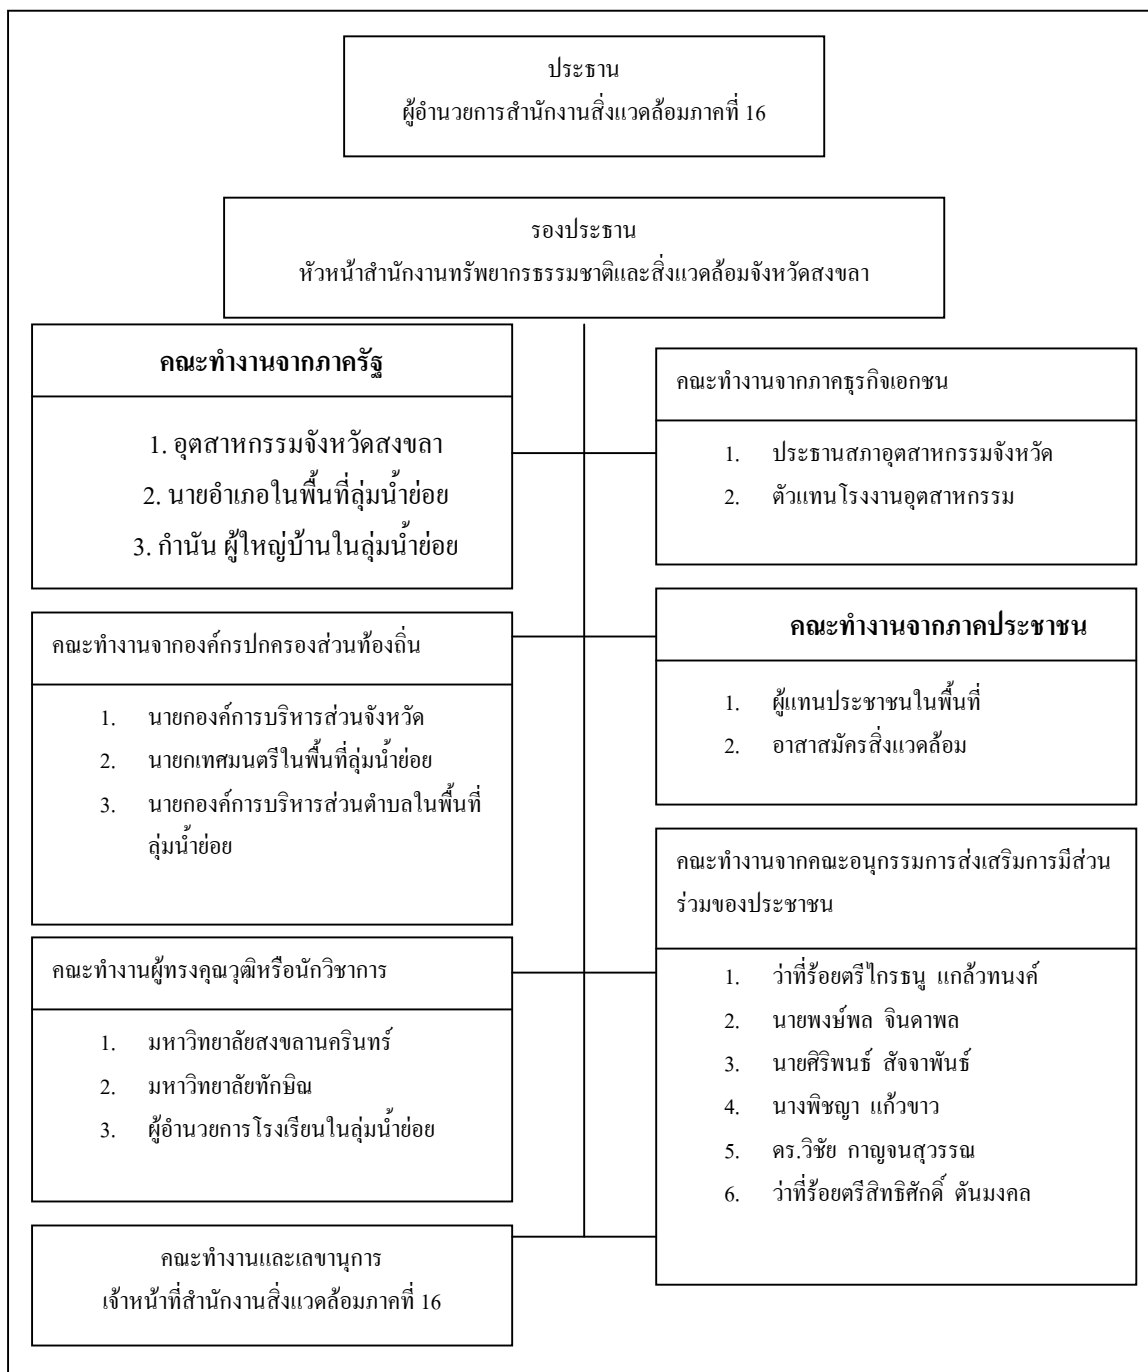 ประธาน
ผู้อำนวยการสำนักงานสิ่งแวดล้อมภาคที่ 16
รองประธาน
หัวหน้าสำนักงานทรัพยากรธรรมชาติและสิ่งแวดล้อมจังหวัดสงขลา
คณะทำงานจากภาครัฐ
1. อุตสาหกรรมจังหวัดสงขลา
2. นายอำเภอในพื้นที่ลุ่มน้ำย่อย
3. กำนัน ผู้ใหญ่บ้านในลุ่มน้ำย่อย
คณะทำงานจากภาคธุรกิจเอกชน
1. ประธานสภาอุตสาหกรรมจังหวัด
2. ตัวแทนโรงงานอุตสาหกรรม
คณะทำงานจากองค์กรปกครองส่วนท้องถิ่น
1. นายกองค์การบริหารส่วนจังหวัด
2. นายกเทศมนตรีในพื้นที่ลุ่มน้ำย่อย
3. นายกองค์การบริหารส่วนตำบลในพื้นที่
ลุ่มน้ำย่อย
คณะทำงานจากภาคประชาชน
1. ผู้แทนประชาชนในพื้นที่
2. อาสาสมัครสิ่งแวดล้อม
คณะทำงานผู้ทรงคุณวุฒิหรือนักวิชาการ
1. มหาวิทยาลัยสงขลานครินทร์
2. มหาวิทยาลัยทักษิณ
3. ผู้อำนวยการโรงเรียนในลุ่มน้ำย่อย
คณะทำงานจากคณะอนุกรรมการส่งเสริมการมีส่วน
ร่วมของประชาชน
1. ว่าที่ร้อยตรีไกรธนู แกล้วทนงค์
2. นายพงษ์พล จินดาพล
3. นายศิริพนธ์ สัจจาพันธ์
4. นางพิชญา แก้วขาว
5. ดร.วิชัย กาญจนสุวรรณ
6. ว่าที่ร้อยตรีสิทธิศักดิ์ ตันมงคล
คณะทำงานและเลขานุการ
เจ้าหน้าที่สำนักงานสิ่งแวดล้อมภาคที่ 16